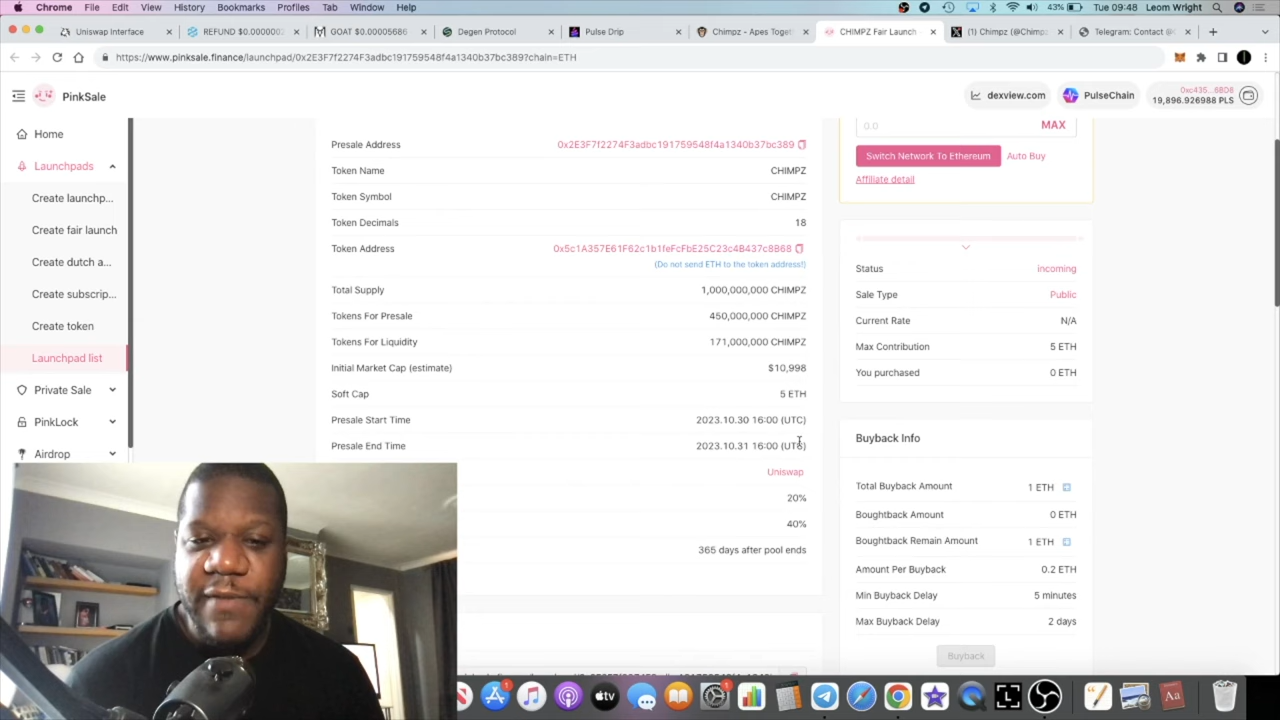 Chrome File Edit View History Bookmarks Profiles Tab Window Help 43% Tue 09:48 Leom Wright
Uniswap Interface REFUND $0.0000002 GOAT $0.00005686 Degen Protocol Pulse Drip Chimpz - Apes Toget CHIMPZ Fair Launch (1) Chimpz (@Chimpz Telegram: Contact @
https://www.pinksale.finance/launchpad/0x2E3F7f2274F3adbc191759548f4a1340b37bc389?chain=ETH
PinkSale dexview.com PulseChain 0xc435...6BD6
19,896.926988 PLS
Home
Launchpads
Create launchp...
Create fair launch
Create dutch a...
Create subscrip...
Create token
Launchpad list
Private Sale
PinkLock
Airdrop
Presale Address 0x2E3F7f2274F3adbc191759548f4a1340b37bc389
Token Name CHIMPZ
Token Symbol CHIMPZ
Token Decimals 18
Token Address 0x5c1A357E61F62c1b1feFcFbE25C23c4B437c8B68
(Do not send ETH to the token address!)
Total Supply 1,000,000,000 CHIMPZ
Tokens For Presale 450,000,000 CHIMPZ
Tokens For Liquidity 171,000,000 CHIMPZ
Initial Market Cap (estimate) $10,998
Soft Cap 5 ETH
Presale Start Time 2023.10.30 16:00 (UTC)
Presale End Time 2023.10.31 16:00 (UTC)
Uniswap
20%
40%
365 days after pool ends
0.0 MAX
Switch Network To Ethereum Auto Buy
Affiliate detail
Status incoming
Sale Type Public
Current Rate N/A
Max Contribution 5 ETH
You purchased 0 ETH
Buyback Info
Total Buyback Amount 1 ETH
Boughtback Amount 0 ETH
Boughtback Remain Amount 1 ETH
Amount Per Buyback 0.2 ETH
Min Buyback Delay 5 minutes
Max Buyback Delay 2 days
Buyback